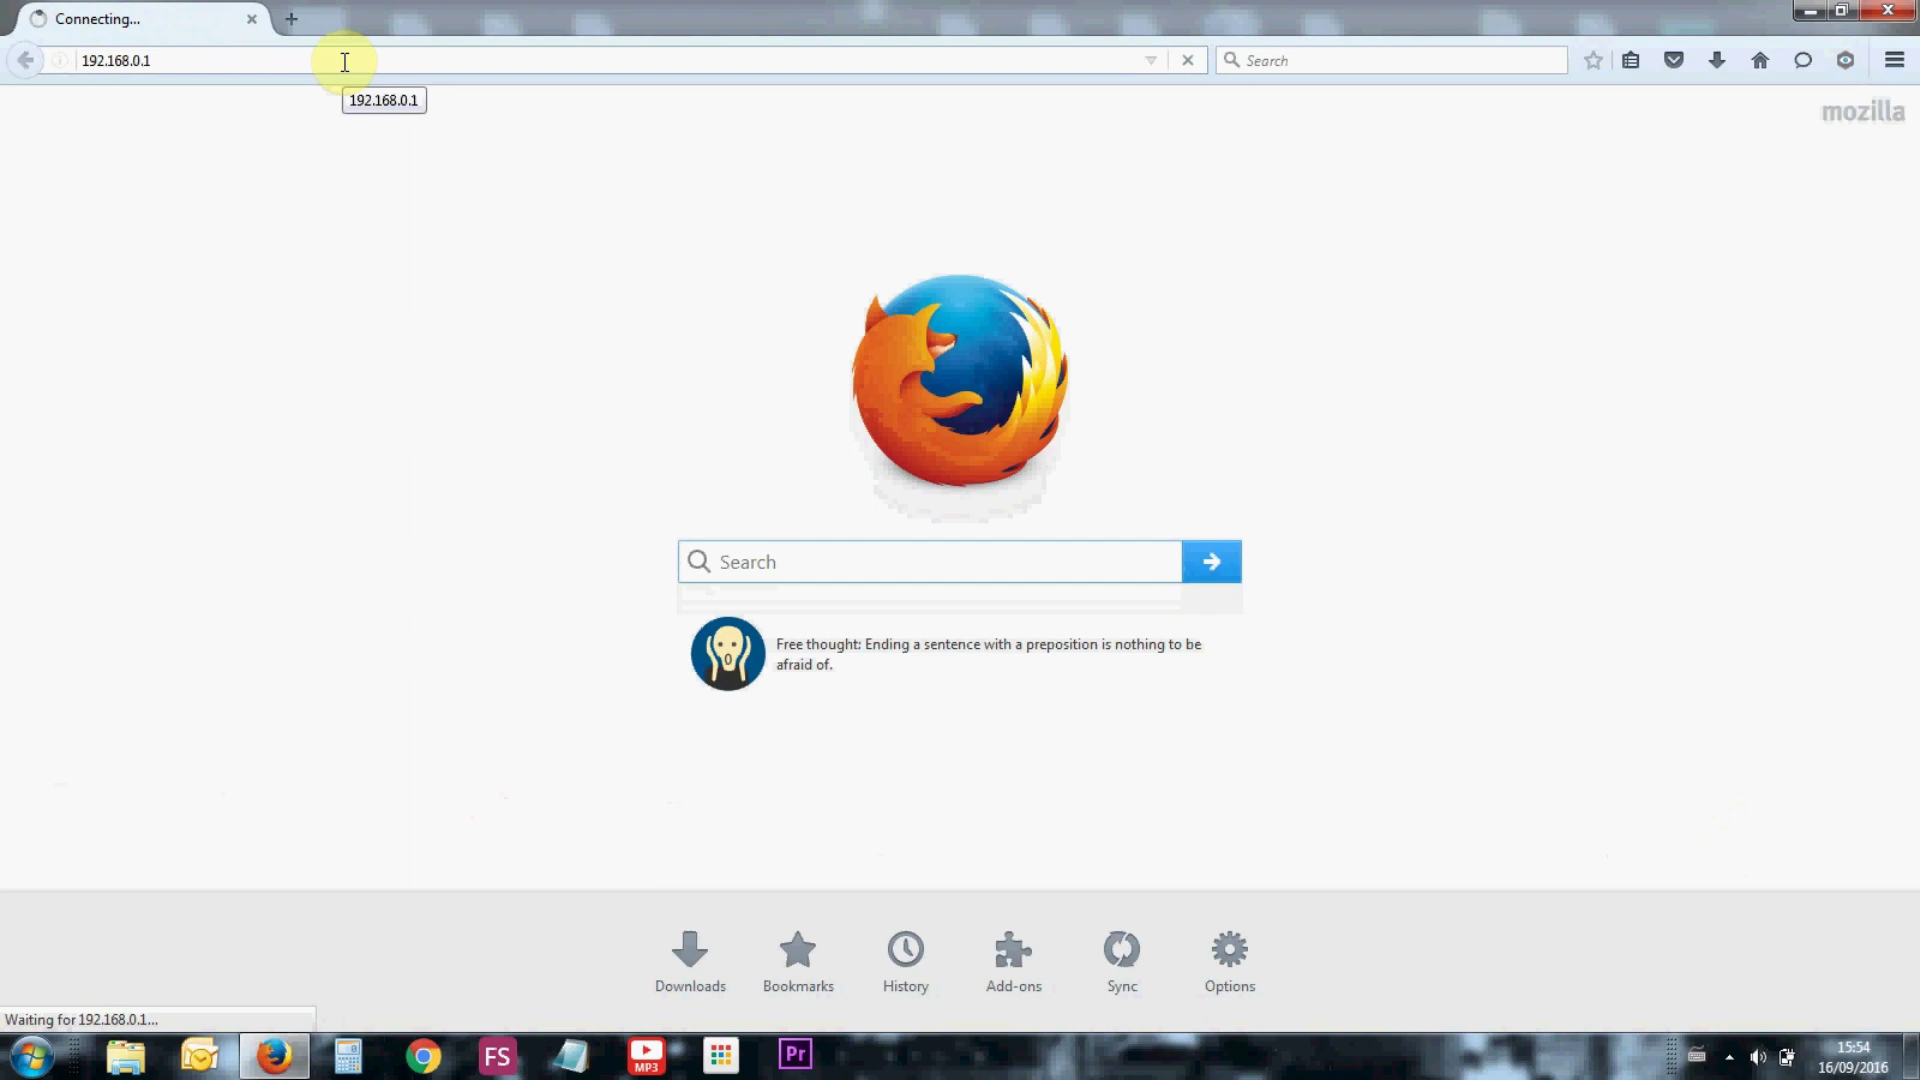 Connecting...
192.168.0.1
Search
192.168.0.1
mozilla
Search
Free thought: Ending a sentence with a preposition is nothing to be
afraid of.
Downloads
Bookmarks
History
Add-ons
Sync
Options
Waiting for 192.168.0.1...
FS
MP3
Pr
15:54
16/09/2016